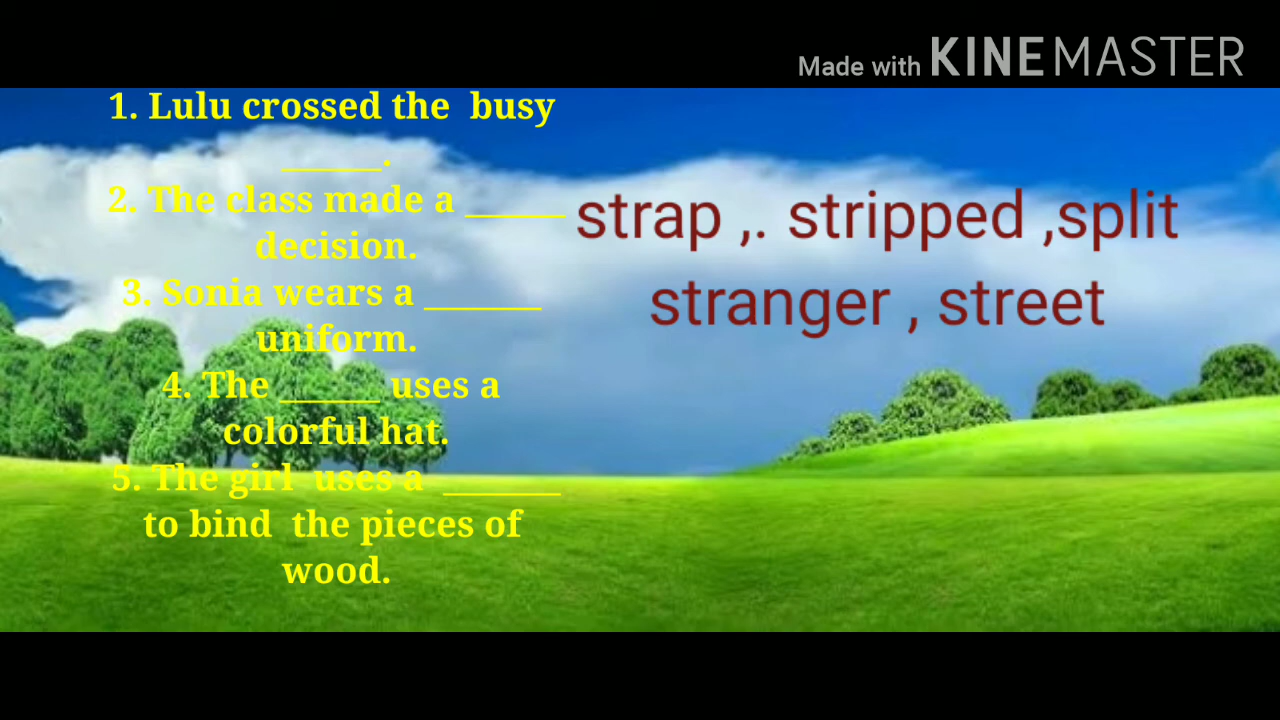 Made with KINEMASTER
1. Lulu crossed the busy
______.
2. The class made a ______
decision.
3. Sonia wears a _______
uniform.
4. The ______ uses a
colorful hat.
5. The girl uses a _______
to bind the pieces of
wood.
strap ,. stripped ,split
stranger , street